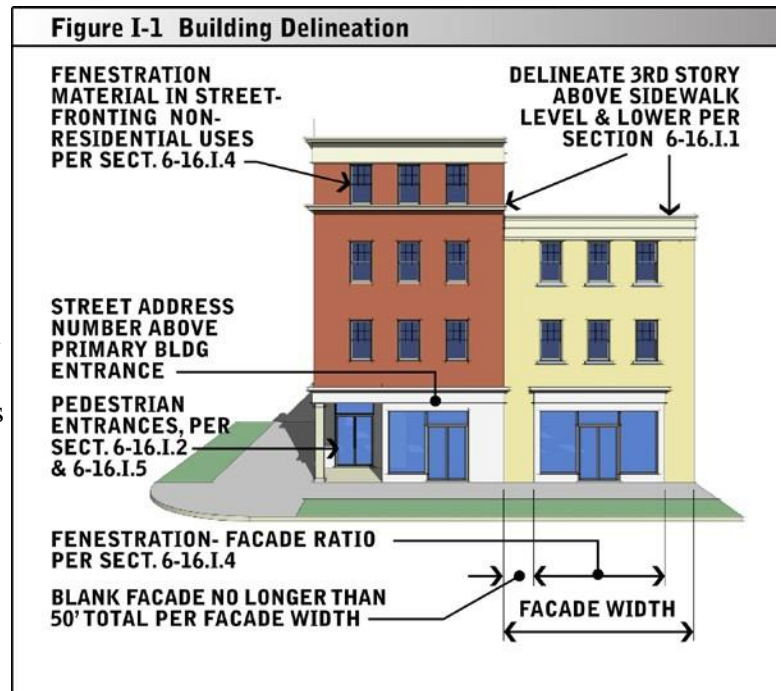 Figure I-1 Building Delineation
FENESTRATION
MATERIAL IN STREET-
FRONTING NON-
RESIDENTIAL USES
PER SECT. 6-16.I.4
DELINEATE 3RD STORY
ABOVE SIDEWALK
LEVEL & LOWER PER
SECTION 6-16.I.1
STREET ADDRESS
NUMBER ABOVE
PRIMARY BLDG
ENTRANCE
PEDESTRIAN
ENTRANCES, PER
SECT. 6-16.I.2
& 6-16.I.5
FENESTRATION- FACADE RATIO
PER SECT. 6-16.I.4
BLANK FACADE NO LONGER THAN
50' TOTAL PER FACADE WIDTH
FACADE WIDTH